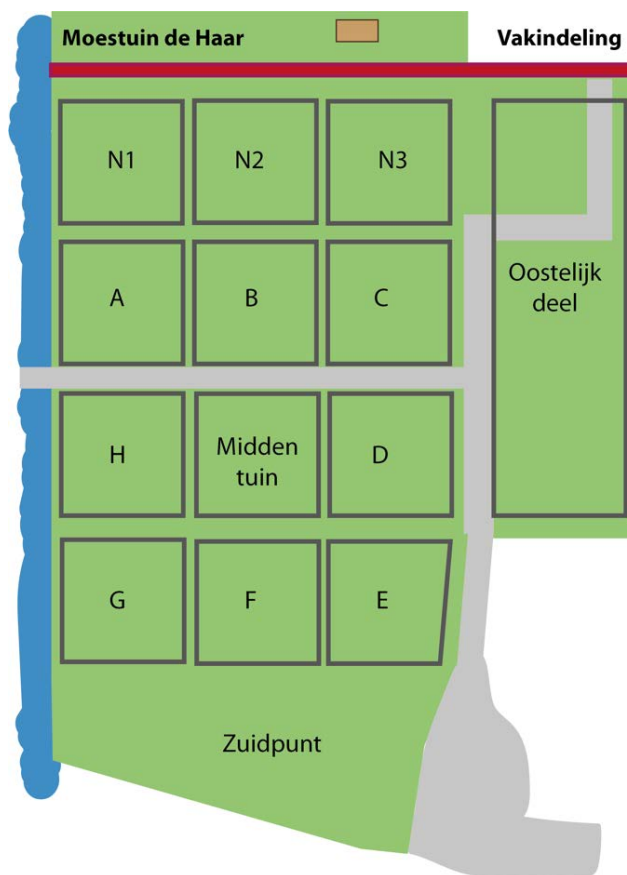 Moestuin de Haar
Vakindeling
N1
N2
N3
A
B
C
Oostelijk
deel
H
Midden
tuin
D
G
F
E
Zuidpunt